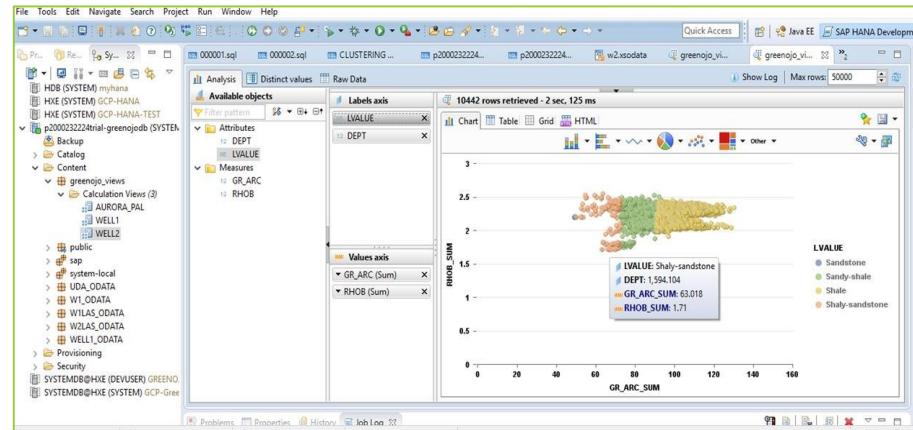 File Edit Navigate Search Project Run Window Help
Quick Access
Java EE
SAP HANA Developm
Pr...
Re...
Sy...
000001.sql
000002.sql
CLUSTERING ...
p2000232224...
p2000232224...
w2.xsodata
greenojo_vi...
greenojo_vi...
2
HDB (SYSTEM) myhana
HXE (SYSTEM) GCP-HANA
HXE (SYSTEM) GCP-HANA-TEST
p2000232224trial-greenojodb (SYSTEM
Backup
Catalog
Content
greenojo_views
Calculation Views (3)
AURORA_PAL
WELL1
WELL2
public
sap
system-local
UDA_ODATA
W1_ODATA
W1LAS_ODATA
W2LAS_ODATA
WELL1_ODATA
Provisioning
Security
SYSTEMDB@HXE (DEVUSER) GREENO
SYSTEMDB@HXE (SYSTEM) GCP-Gree
Analysis
Distinct values
Raw Data
Show Log
Max rows: 50000
Available objects
Filter pattern
Attributes
DEPT
LVALUE
Measures
GR_ARC
RHOB
Labels axis
LVALUE
DEPT
Values axis
GR_ARC (Sum)
RHOB (Sum)
10442 rows retrieved - 2 sec, 125 ms
Chart
Table
Grid
HTML
Other
3
2.5
2
1.5
1
0.5
0
RHOB_SUM
0 20 40 60 80 90 100 120 140 160
GR_ARC_SUM
LVALUE: Shaly-sandstone
DEPT: 1,594.104
GR_ARC_SUM: 63.018
RHOB_SUM: 1.71
LVALUE
Sandstone
Sandy-shale
Shale
Shaly-sandstone
Problems
Properties
History
Job Log